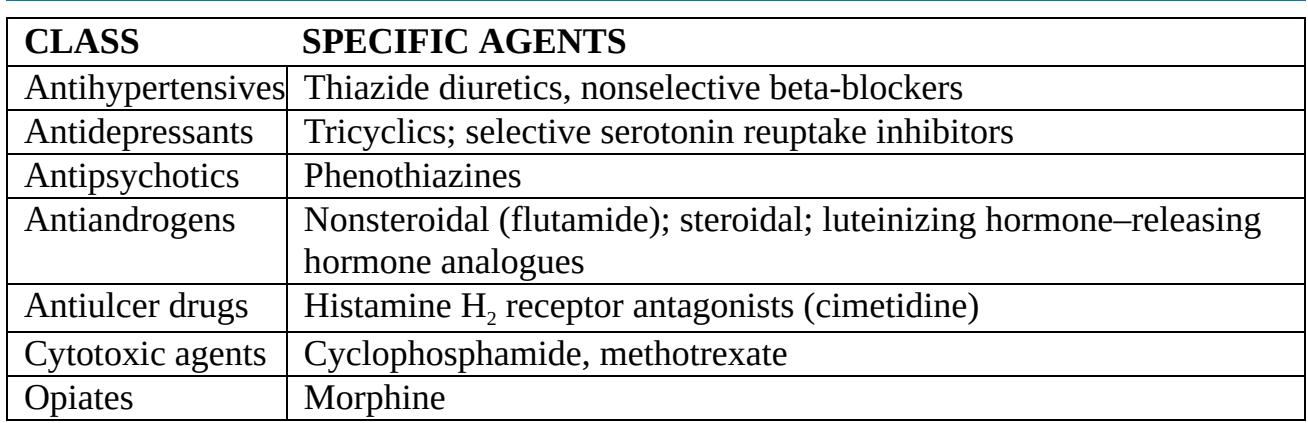 CLASS SPECIFIC AGENTS
Antihypertensives Thiazide diuretics, nonselective beta-blockers
Antidepressants Tricyclics; selective serotonin reuptake inhibitors
Antipsychotics Phenothiazines
Antiandrogens Nonsteroidal (flutamide); steroidal; luteinizing hormone–releasing
hormone analogues
Antiulcer drugs Histamine H₂ receptor antagonists (cimetidine)
Cytotoxic agents Cyclophosphamide, methotrexate
Opiates Morphine